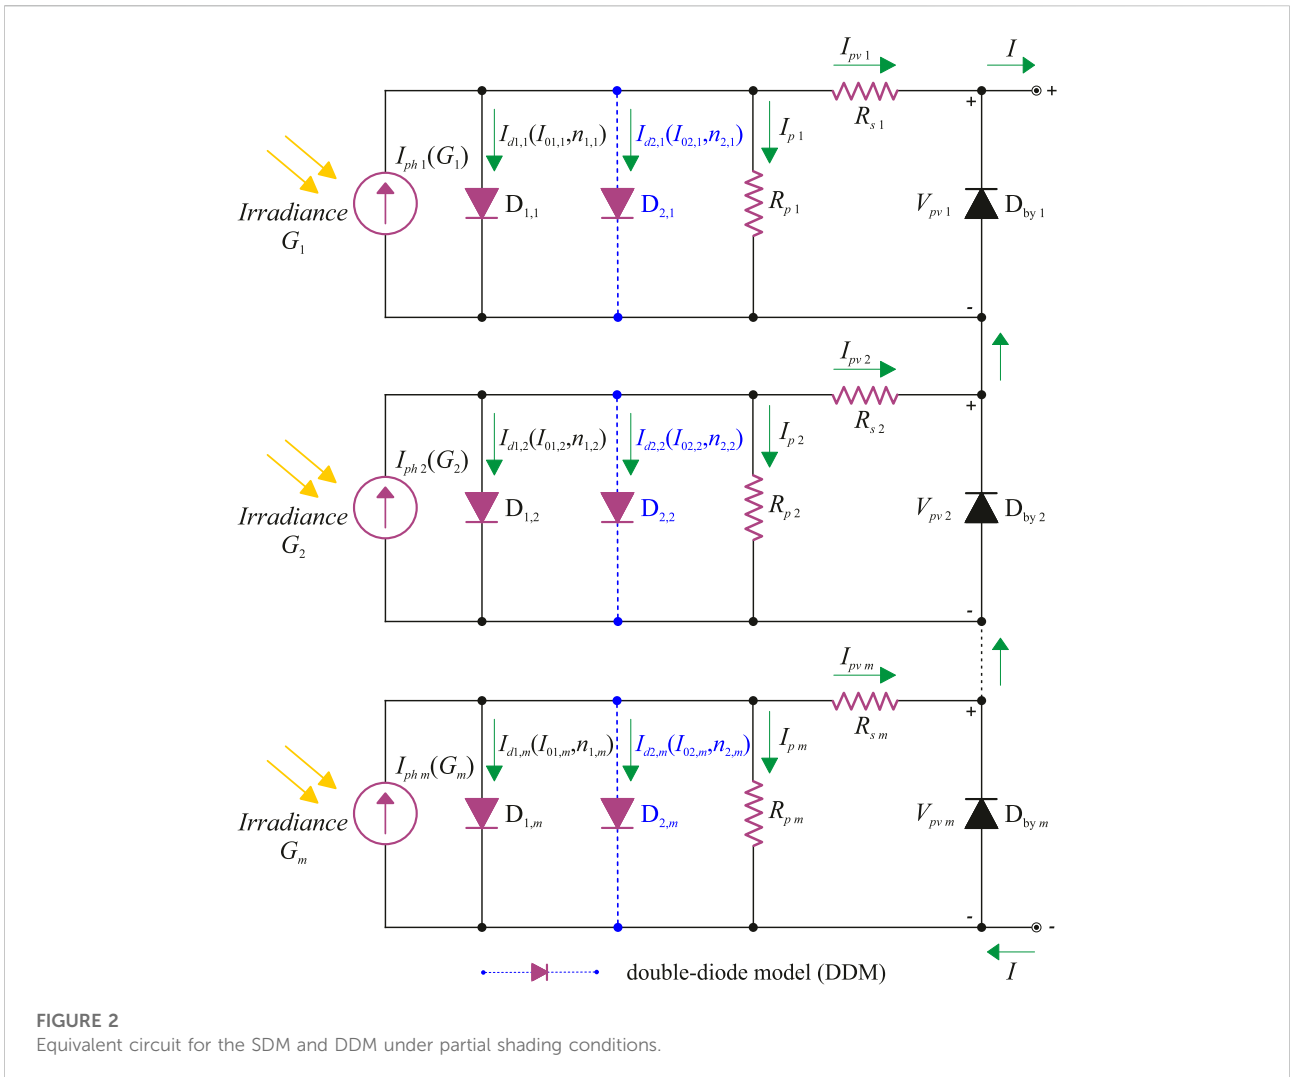 I_pv 1
I
R_s 1
+
+
I_d1,1(I_01,1,n_1,1)
I_d2,1(I_02,1,n_2,1)
I_p 1
I_ph 1(G_1)
Irradiance
G_1
D_1,1
D_2,1
R_p 1
V_pv 1
D_by 1
-
I_pv 2
R_s 2
+
I_d1,2(I_01,2,n_1,2)
I_d2,2(I_02,2,n_2,2)
I_p 2
I_ph 2(G_2)
Irradiance
G_2
D_1,2
D_2,2
R_p 2
V_pv 2
D_by 2
-
I_pv m
R_s m
+
I_d1,m(I_01,m,n_1,m)
I_d2,m(I_02,m,n_2,m)
I_p m
I_ph m(G_m)
Irradiance
G_m
D_1,m
D_2,m
R_p m
V_pv m
D_by m
-
-
I
double-diode model (DDM)
FIGURE 2
Equivalent circuit for the SDM and DDM under partial shading conditions.